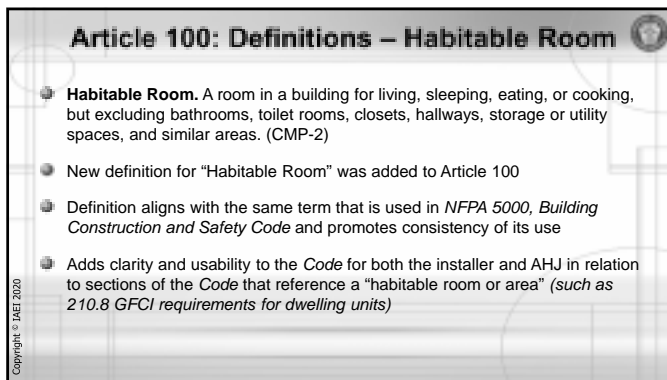 Article 100: Definitions – Habitable Room
Habitable Room. A room in a building for living, sleeping, eating, or cooking,
but excluding bathrooms, toilet rooms, closets, hallways, storage or utility
spaces, and similar areas. (CMP-2)
New definition for “Habitable Room” was added to Article 100
Definition aligns with the same term that is used in NFPA 5000, Building
Construction and Safety Code and promotes consistency of its use
Adds clarity and usability to the Code for both the installer and AHJ in relation
to sections of the Code that reference a “habitable room or area” (such as
210.8 GFCI requirements for dwelling units)
Copyright © IAEI 2020